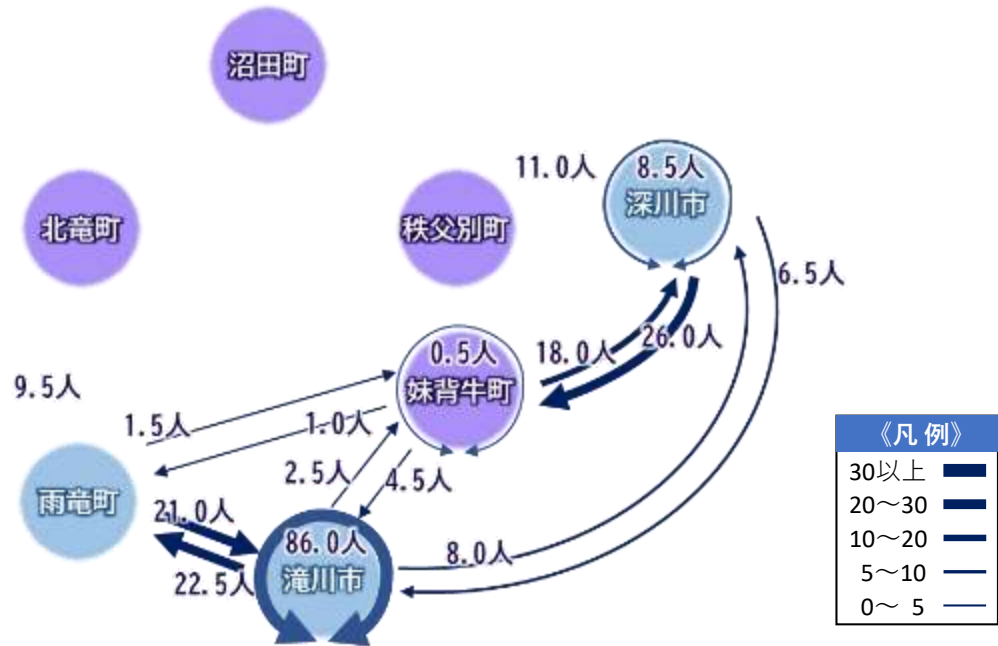 沼田町
北竜町
秩父別町
11.0人
8.5人
深川市
6.5人
26.0人
18.0人
0.5人
妹背牛町
9.5人
1.5人
1.0人
2.5人
4.5人
雨竜町
21.0人
22.5人
86.0人
滝川市
8.0人
《凡例》
30以上
20～30
10～20
5～10
0～ 5